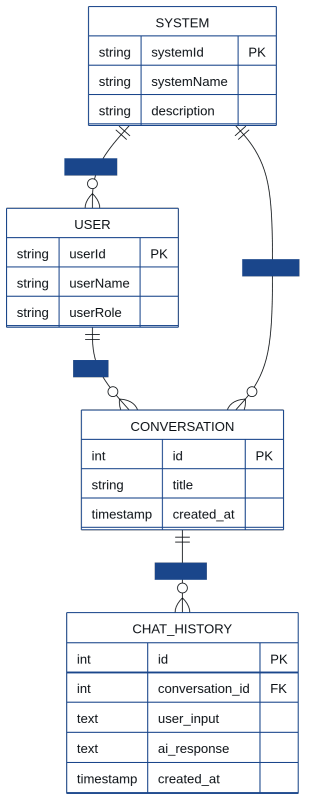 SYSTEM
string systemId PK
string systemName
string description
USER
string userId PK
string userName
string userRole
CONVERSATION
int id PK
string title
timestamp created_at
CHAT_HISTORY
int id PK
int conversation_id FK
text user_input
text ai_response
timestamp created_at